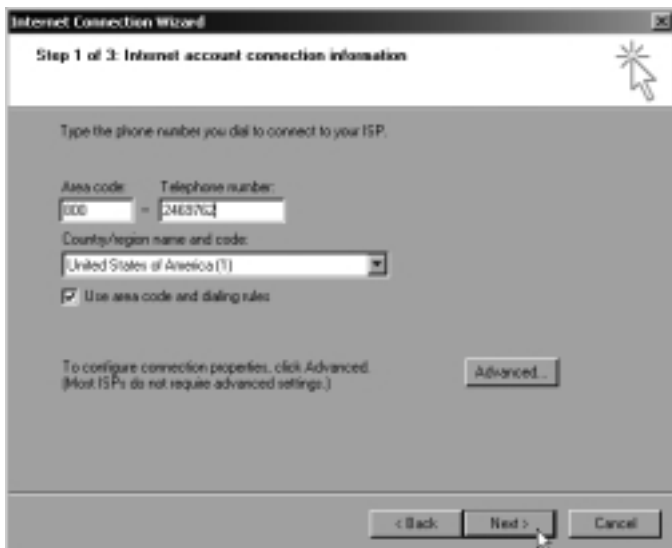 Internet Connection Wizard
Step 1 of 3: Internet account connection information
Type the phone number you dial to connect to your ISP.
Area code: Telephone number:
800 - 2469762
Country/region name and code:
United States of America (1)
Use area code and dialing rules
To configure connection properties, click Advanced.
(Most ISPs do not require advanced settings.)
Advanced...
< Back Next > Cancel